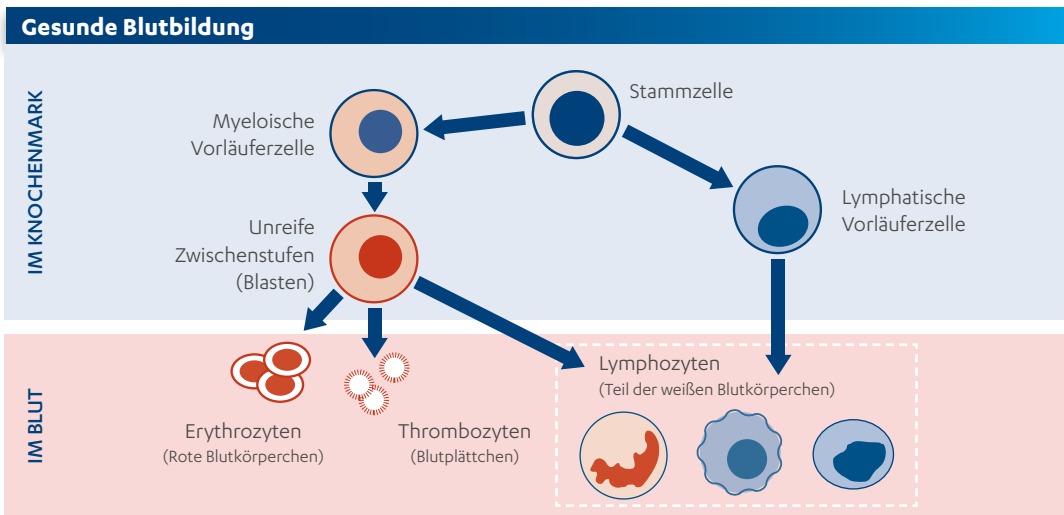 Gesunde Blutbildung
IM KNOCHENMARK
Stammzelle
Myeloische
Vorläuferzelle
Lymphatische
Vorläuferzelle
Unreife
Zwischenstufen
(Blasten)
IM BLUT
Lymphozyten
(Teil der weißen Blutkörperchen)
Erythrozyten
(Rote Blutkörperchen)
Thrombozyten
(Blutplättchen)